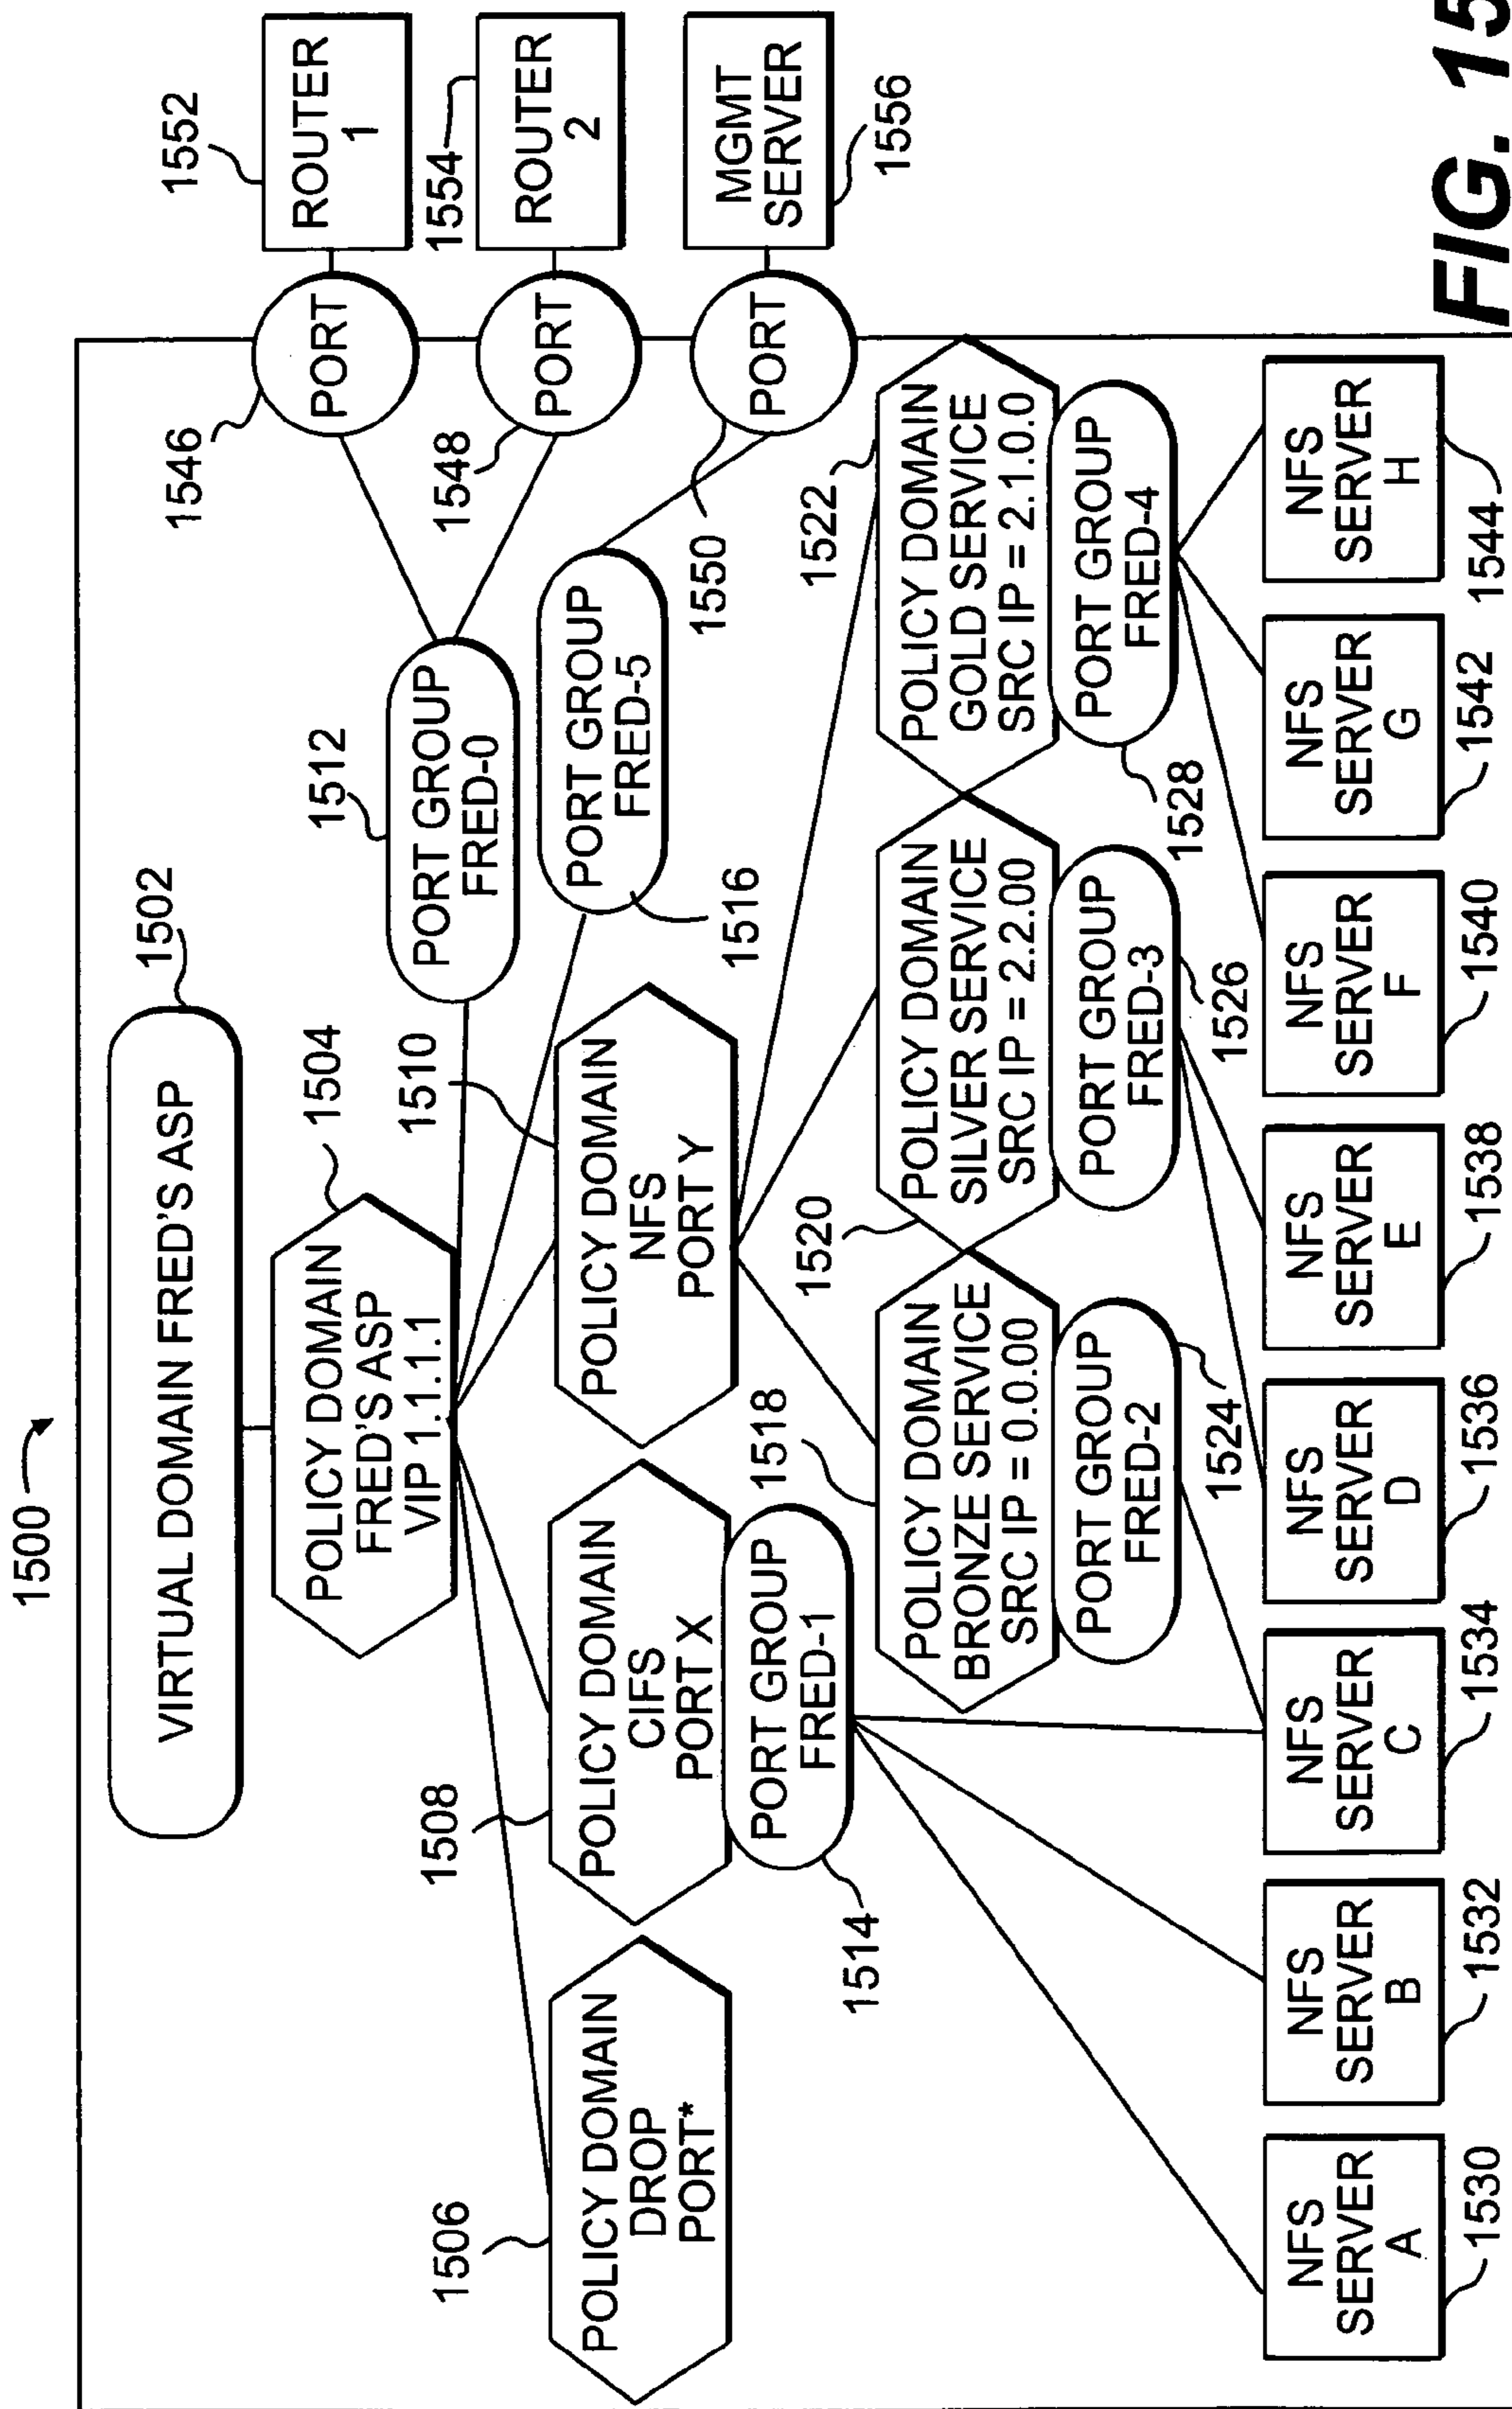 1500
VIRTUAL DOMAIN FRED'S ASP
1502
POLICY DOMAIN
FRED'S ASP
VIP 1.1.1.1
1504
1512
PORT GROUP
FRED-0
1546
PORT
1552
ROUTER
1
1548
PORT
1554
ROUTER
2
PORT GROUP
FRED-5
1516
1550
PORT
MGMT
SERVER
1556
1506
POLICY DOMAIN
DROP
PORT*
1508
POLICY DOMAIN
CIFS
PORT X
PORT GROUP
FRED-1
1514
1510
POLICY DOMAIN
NFS
PORT Y
1518
POLICY DOMAIN
BRONZE SERVICE
SRC IP = 0.0.00
PORT GROUP
FRED-2
1524
1520
POLICY DOMAIN
SILVER SERVICE
SRC IP = 2.2.00
PORT GROUP
FRED-3
1526
1522
POLICY DOMAIN
GOLD SERVICE
SRC IP = 2.1.0.0
PORT GROUP
FRED-4
1528
NFS
SERVER
A
1530
NFS
SERVER
B
1532
NFS
SERVER
C
1534
NFS
SERVER
D
1536
NFS
SERVER
E
1538
NFS
SERVER
F
1540
NFS
SERVER
G
1542
NFS
SERVER
H
1544
FIG. 15